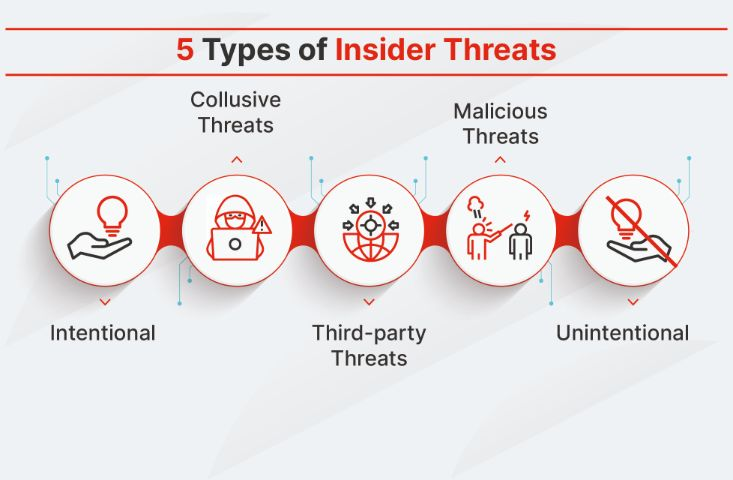 5 Types of Insider Threats
Collusive
Threats
Malicious
Threats
Intentional
Third-party
Threats
Unintentional